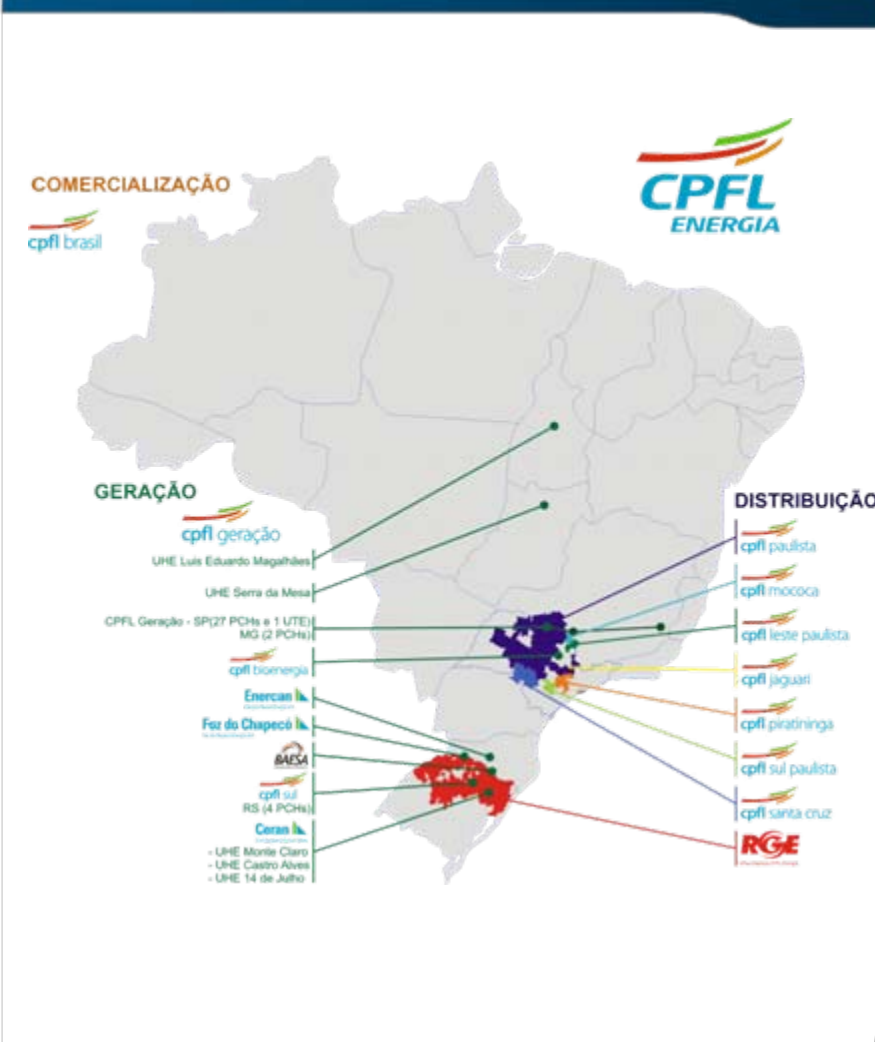 COMERCIALIZAÇÃO
cpfl brasil
CPFL
ENERGIA
GERAÇÃO
cpfl geração
UHE Luis Eduardo Magalhães
UHE Serra da Mesa
CPFL Geração - SP(27 PCHs e 1 UTE)
MG (2 PCHs)
cpfl bioenergia
Enercan
Foz do Chapecó
BAESA
cpfl sul
RS (4 PCHs)
Ceran
- UHE Monte Claro
- UHE Castro Alves
- UHE 14 de Julho
DISTRIBUIÇÃO
cpfl paulista
cpfl mococa
cpfl leste paulista
cpfl jaguari
cpfl piratininga
cpfl sul paulista
cpfl santa cruz
RGE